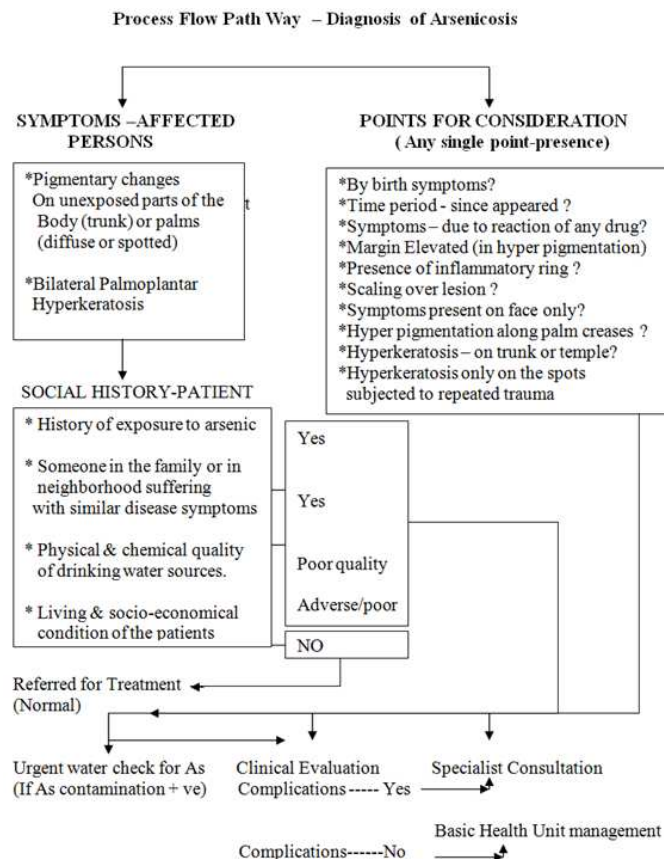 Process Flow Path Way – Diagnosis of Arsenicosis
SYMPTOMS –AFFECTED
PERSONS
*Pigmentary changes
On unexposed parts of the
Body (trunk) or palms
(diffuse or spotted)
*Bilateral Palmoplantar
Hyperkeratosis
t
POINTS FOR CONSIDERATION
( Any single point-presence)
*By birth symptoms?
*Time period - since appeared ?
*Symptoms – due to reaction of any drug?
*Margin Elevated (in hyper pigmentation)
*Presence of inflammatory ring ?
*Scaling over lesion ?
*Symptoms present on face only?
*Hyper pigmentation along palm creases ?
*Hyperkeratosis – on trunk or temple?
*Hyperkeratosis only on the spots
subjected to repeated trauma
SOCIAL HISTORY-PATIENT
* History of exposure to arsenic
* Someone in the family or in
neighborhood suffering
with similar disease symptoms
* Physical & chemical quality
of drinking water sources.
* Living & socio-economical
condition of the patients
Yes
Yes
Poor quality
Adverse/poor
NO
Referred for Treatment
(Normal)
Urgent water check for As
(If As contamination + ve)
Clinical Evaluation
Complications ----- Yes
Specialist Consultation
Basic Health Unit management
Complications------No